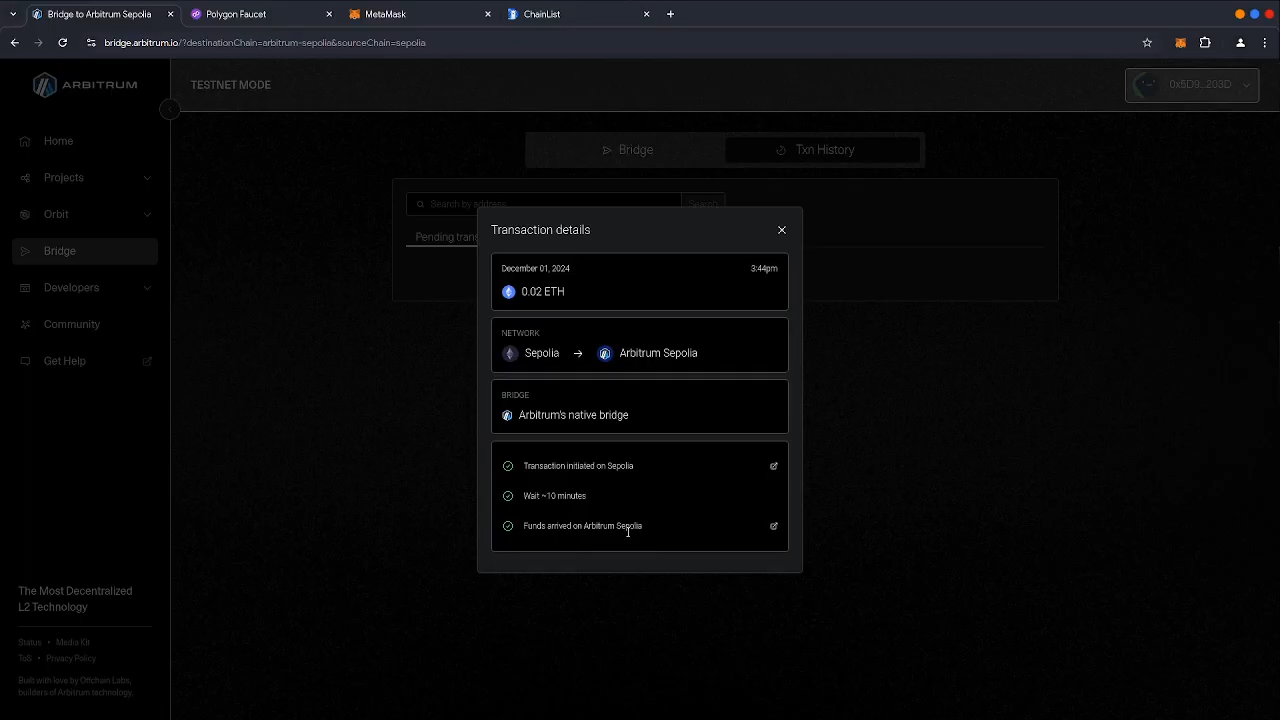 Bridge to Arbitrum Sepolia
Polygon Faucet
MetaMask
ChainList
bridge.arbitrum.io/?destinationChain=arbitrum-sepolia&sourceChain=sepolia
ARBITRUM
TESTNET MODE
0x5D9...203D
Home
Projects
Orbit
Bridge
Developers
Community
Get Help
Bridge
Txn History
Search by address
Search
Pending trans
Transaction details
December 01, 2024
3:44pm
0.02 ETH
NETWORK
Sepolia → Arbitrum Sepolia
BRIDGE
Arbitrum's native bridge
Transaction initiated on Sepolia
Wait ~10 minutes
Funds arrived on Arbitrum Sepolia
The Most Decentralized
L2 Technology
Status • Media Kit
ToS • Privacy Policy
Built with love by Offchain Labs,
builders of Arbitrum technology.